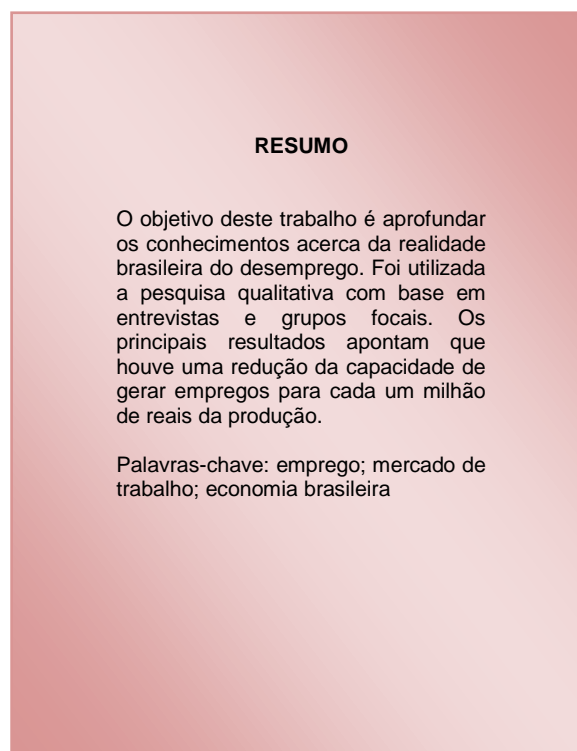 RESUMO
O objetivo deste trabalho é aprofundar
os conhecimentos acerca da realidade
brasileira do desemprego. Foi utilizada
a pesquisa qualitativa com base em
entrevistas e grupos focais. Os
principais resultados apontam que
houve uma redução da capacidade de
gerar empregos para cada um milhão
de reais da produção.
Palavras-chave: emprego; mercado de
trabalho; economia brasileira